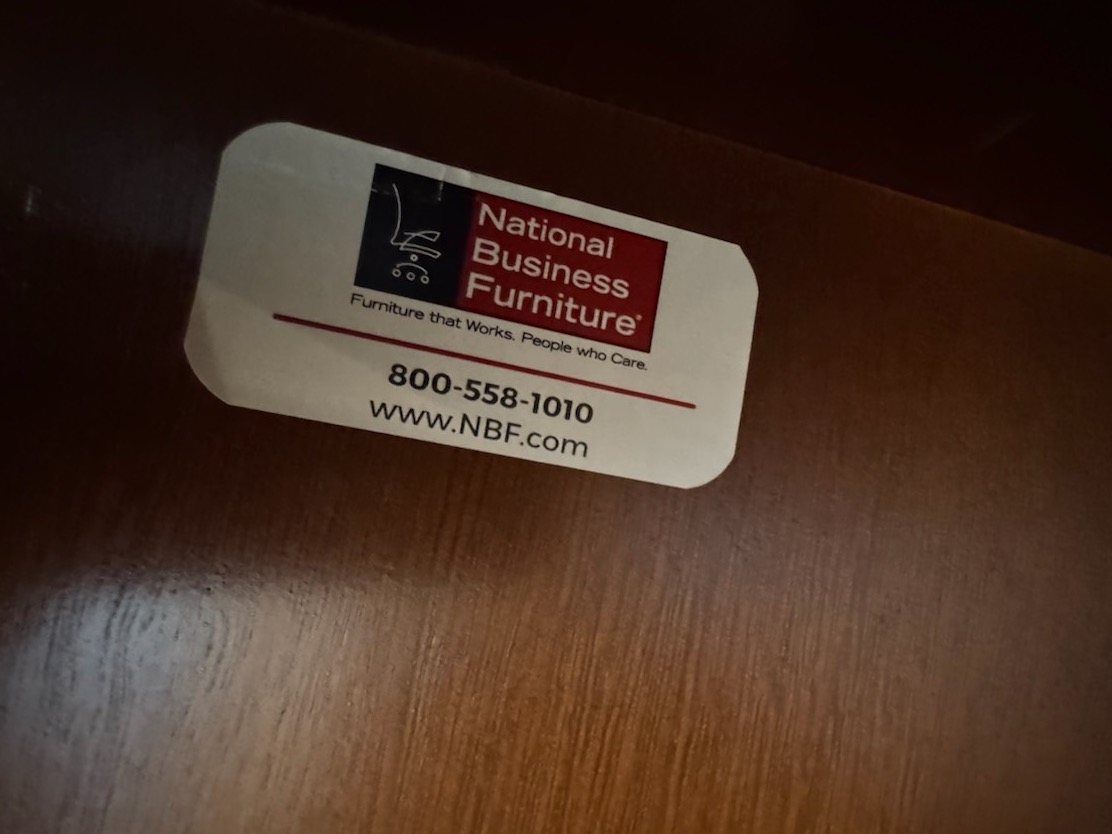 National
Business
Furniture®
Furniture that Works. People who Care.
800-558-1010
www.NBF.com